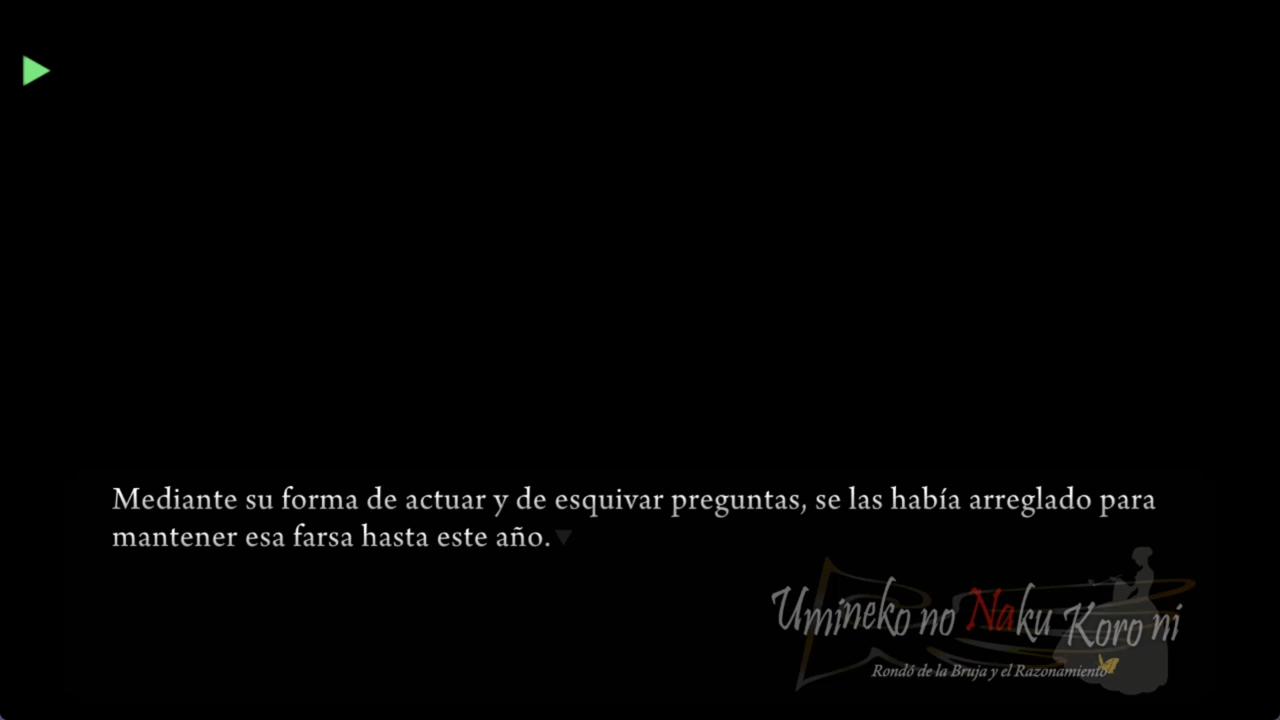 Mediante su forma de actuar y de esquivar preguntas, se las había arreglado para
mantener esa farsa hasta este año.
Umineko no Naku Koro ni
Rondó de la Bruja y el Razonamiento